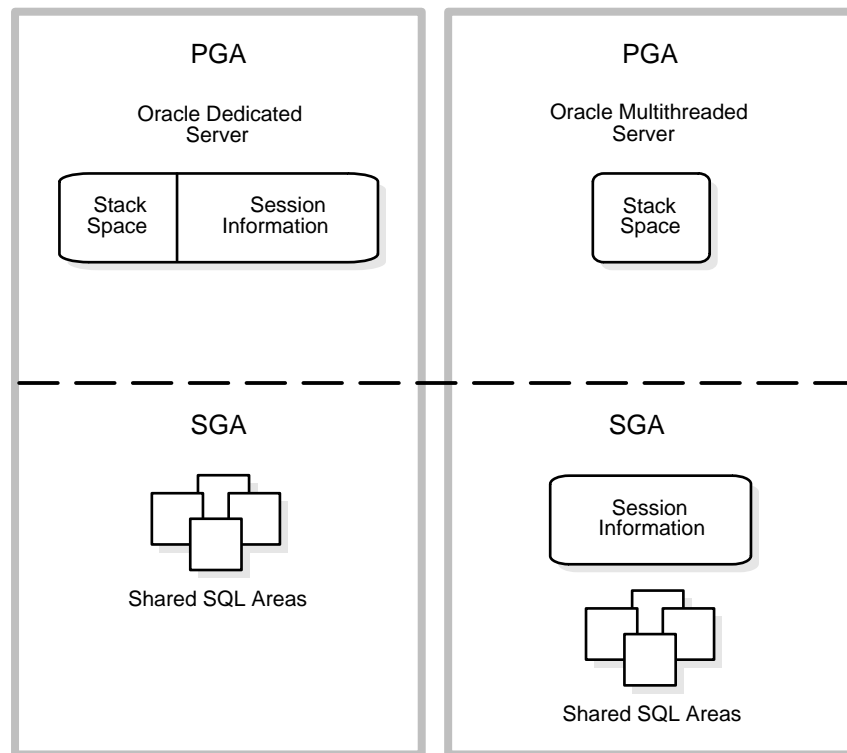 PGA
Oracle Dedicated
Server
Stack
Space
Session
Information
SGA
Shared SQL Areas
PGA
Oracle Multithreaded
Server
Stack
Space
SGA
Session
Information
Shared SQL Areas